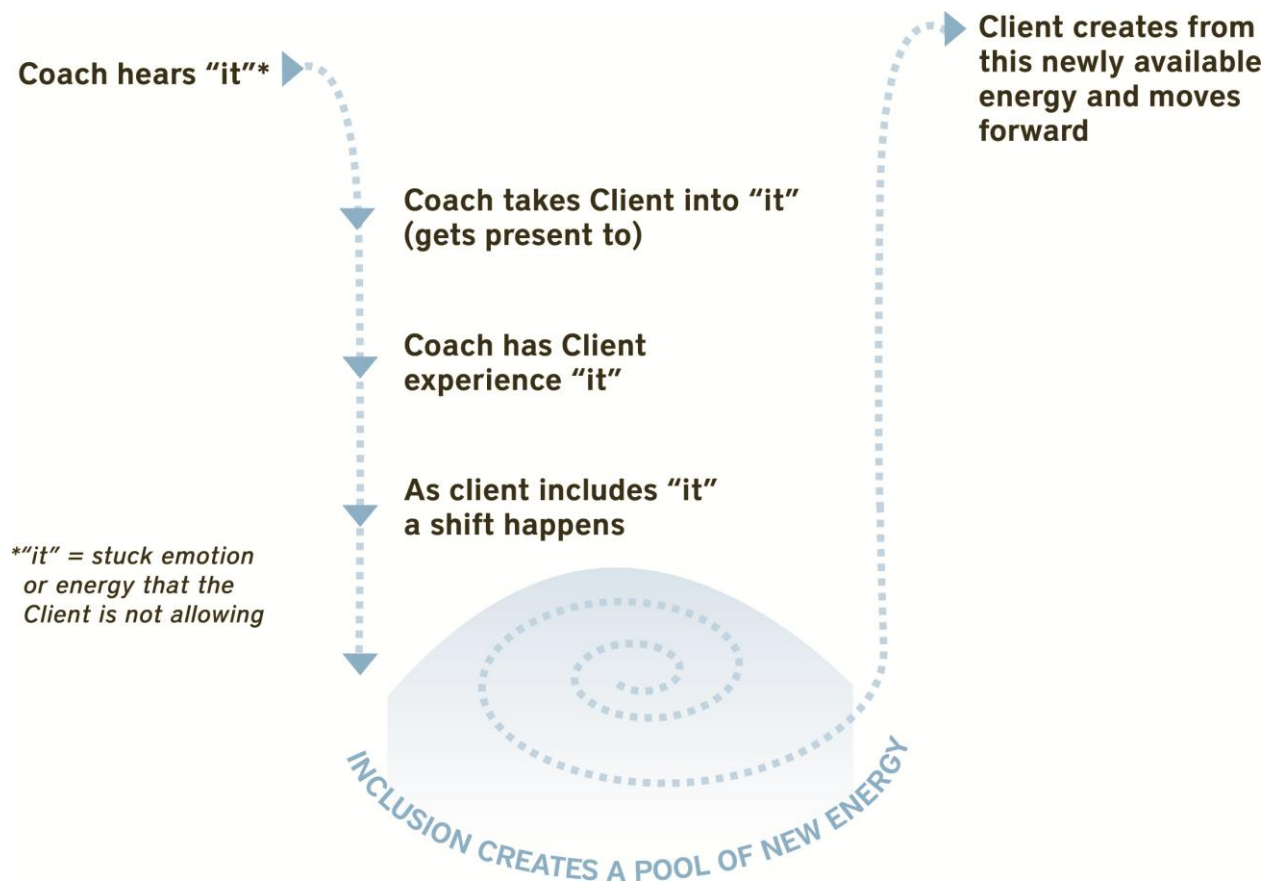 Coach hears “it”*
Client creates from
this newly available
energy and moves
forward
Coach takes Client into “it”
(gets present to)
Coach has Client
experience “it”
As client includes “it”
a shift happens
*“it” = stuck emotion
or energy that the
Client is not allowing
INCLUSION CREATES A POOL OF NEW ENERGY